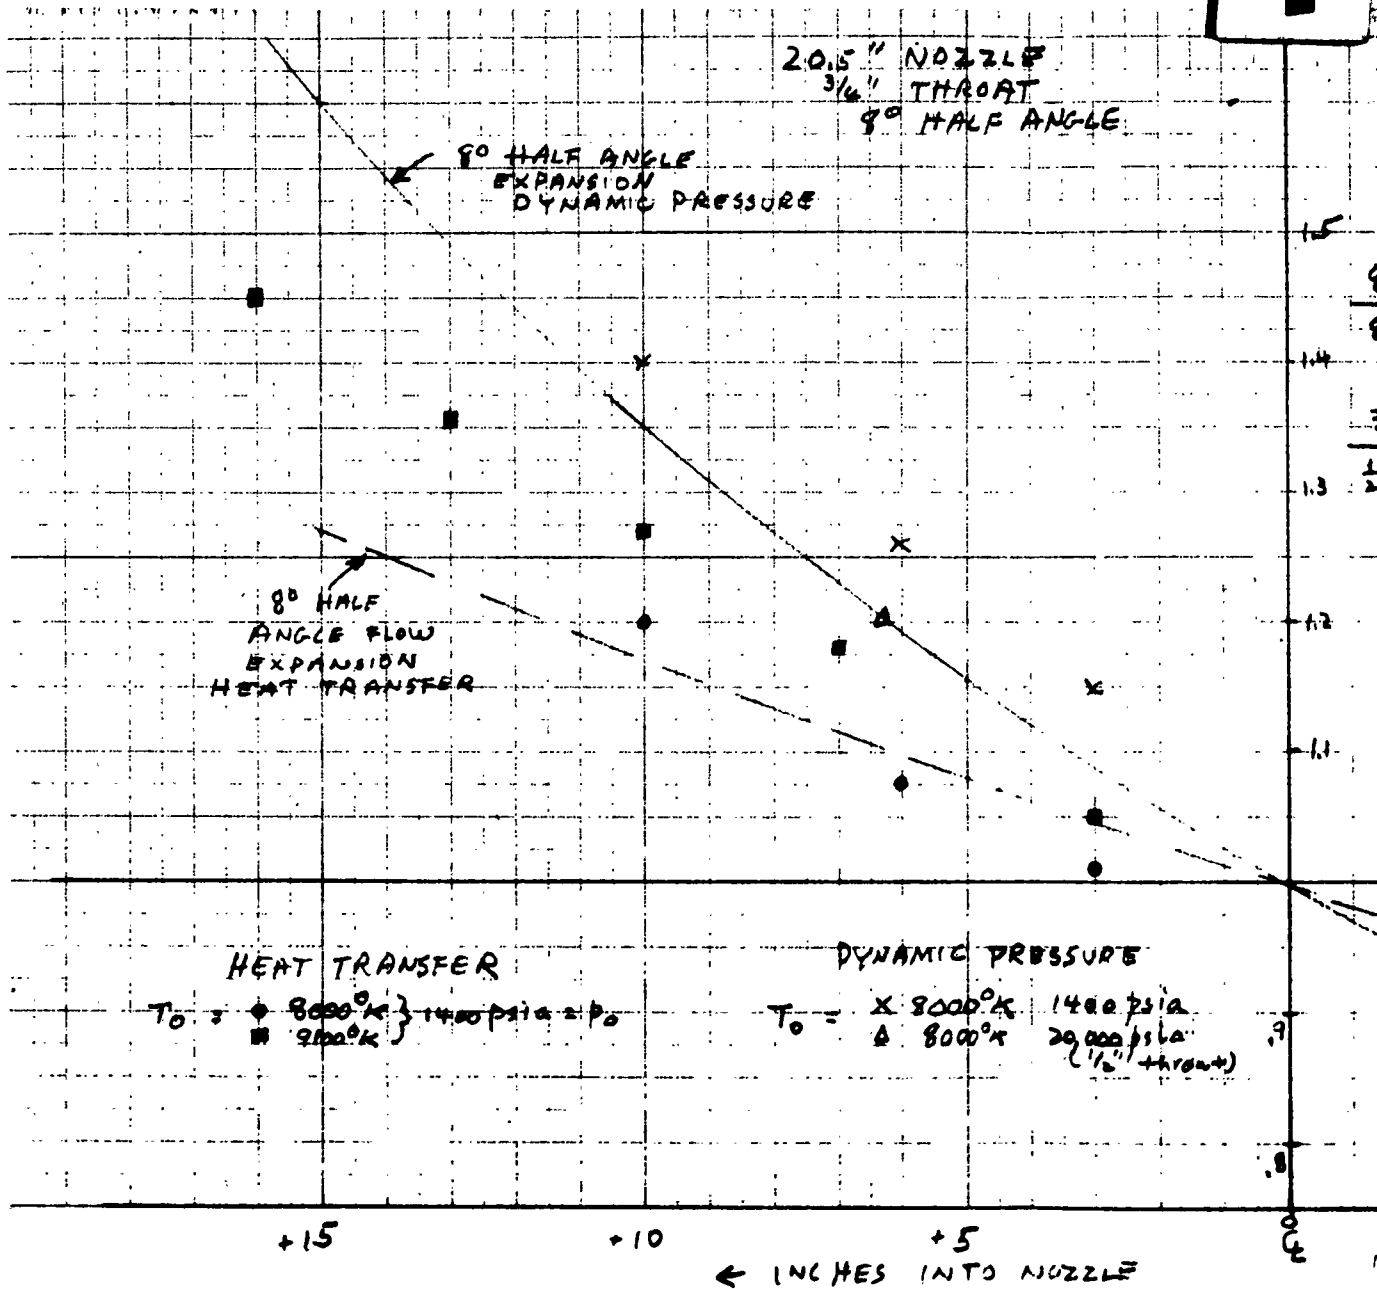 20.5" NOZZLE
3/4" THROAT
8° HALF ANGLE
8° HALF ANGLE
EXPANSION
DYNAMIC PRESSURE
1.5
1.4
1.3
8° HALF
ANGLE FLOW
EXPANSION
HEAT TRANSFER
1.2
1.1
HEAT TRANSFER
T₀ = ● 8000°K } 1400 psia = p₀
■ 9100°K
DYNAMIC PRESSURE
T₀ = × 8000°K 1400 psia
△ 8000°K 20,000 psia
(1/2" throat)
.9
.8
+15 +10 +5 0
℄
← INCHES INTO NOZZLE